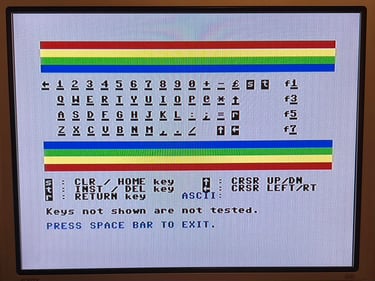 ← 1 2 3 4 5 6 7 8 9 0 + - £ s t f1
Q W E R T Y U I O P @ * ↑ f3
A S D F G H J K L : ; = r f5
Z X C V B N M , . / ↑ ← f7
s : CLR / HOME key ↑ : CRSR UP/DN
t : INST / DEL key ← : CRSR LEFT/RT
r : RETURN key ASCII:
Keys not shown are not tested.
PRESS SPACE BAR TO EXIT.